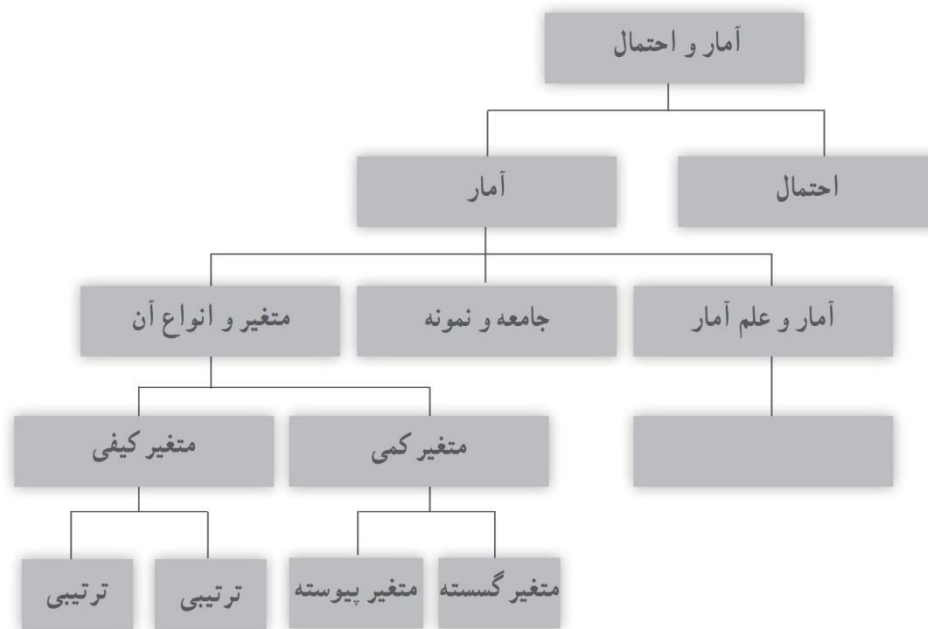 آمار و احتمال
احتمال
آمار
آمار و علم آمار
جامعه و نمونه
متغیر و انواع آن
متغیر کمی
متغیر کیفی
متغیر گسسته
متغیر پیوسته
ترتیبی
ترتیبی